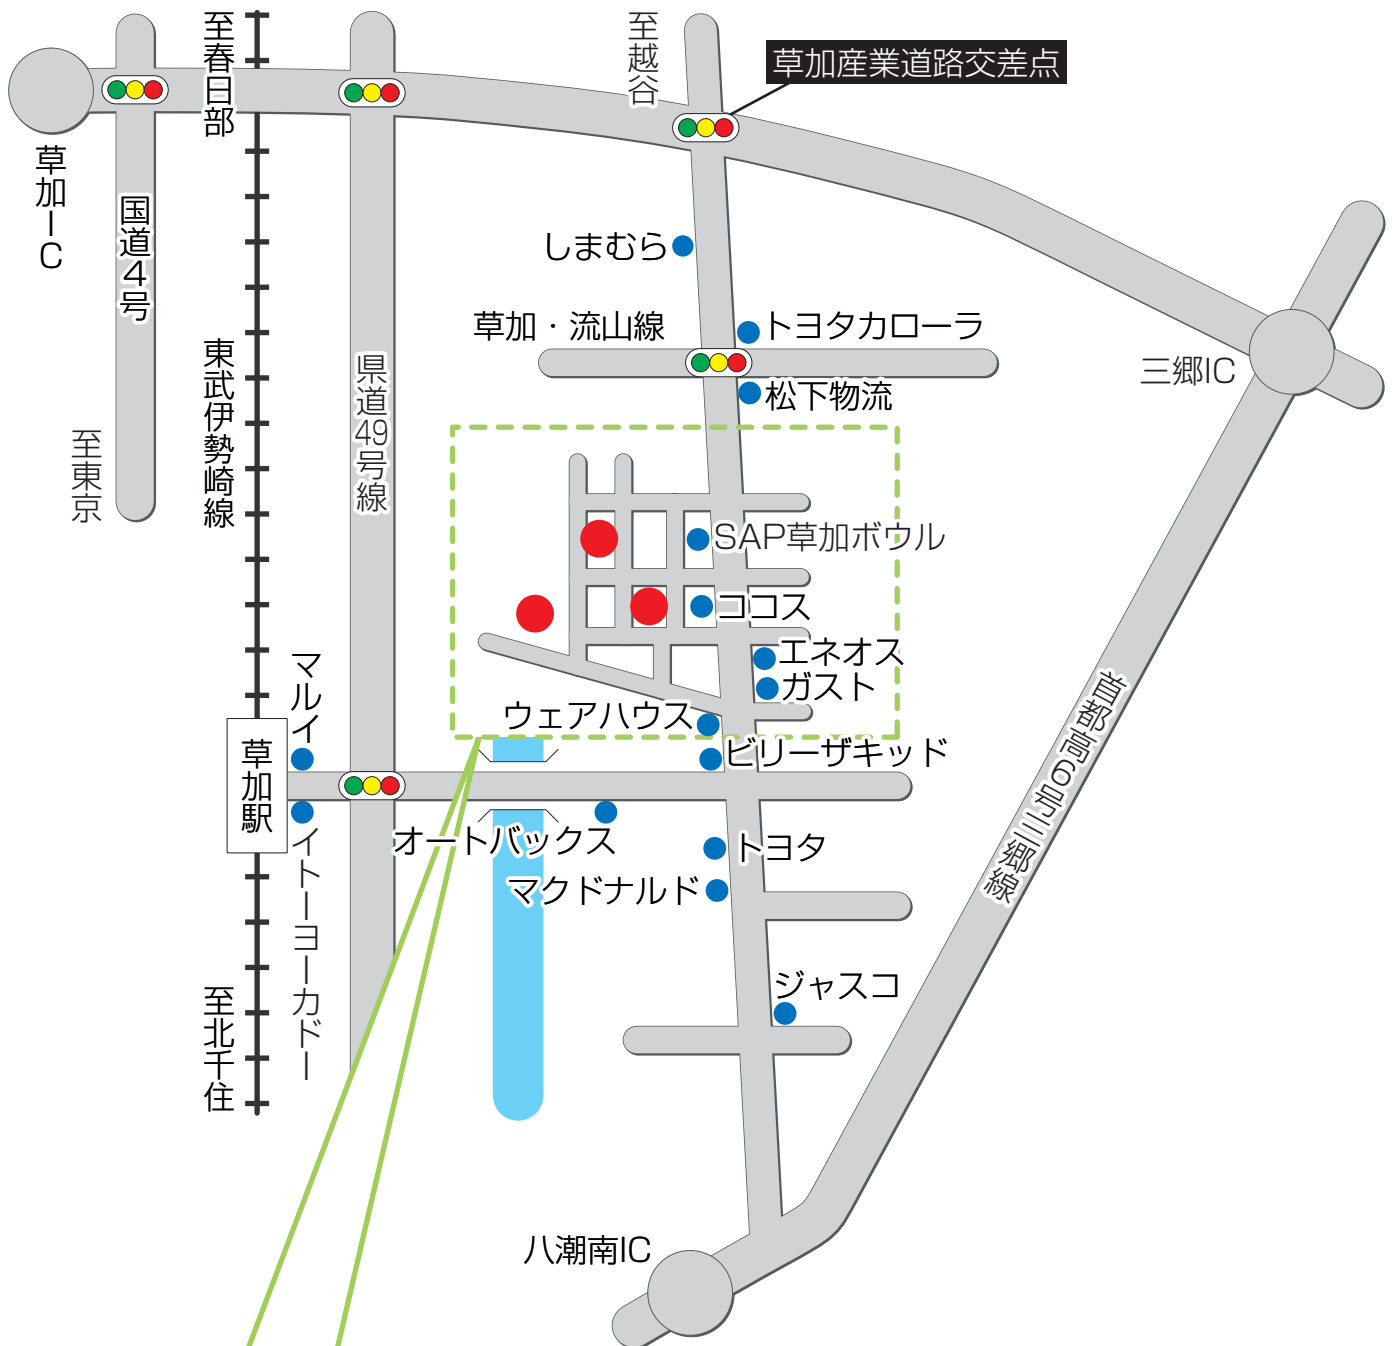 至春日部
至越谷
草加産業道路交差点
草加IC
国道4号
しまむら
草加・流山線
トヨタカローラ
三郷IC
東武伊勢崎線
県道49号線
松下物流
至東京
SAP草加ボウル
ココス
エネオス
ガスト
マルイ
ウェアハウス
ビリーザキッド
首都高6号三郷線
草加駅
オートバックス
トヨタ
イトーヨーカドー
マクドナルド
ジャスコ
至北千住
八潮南IC